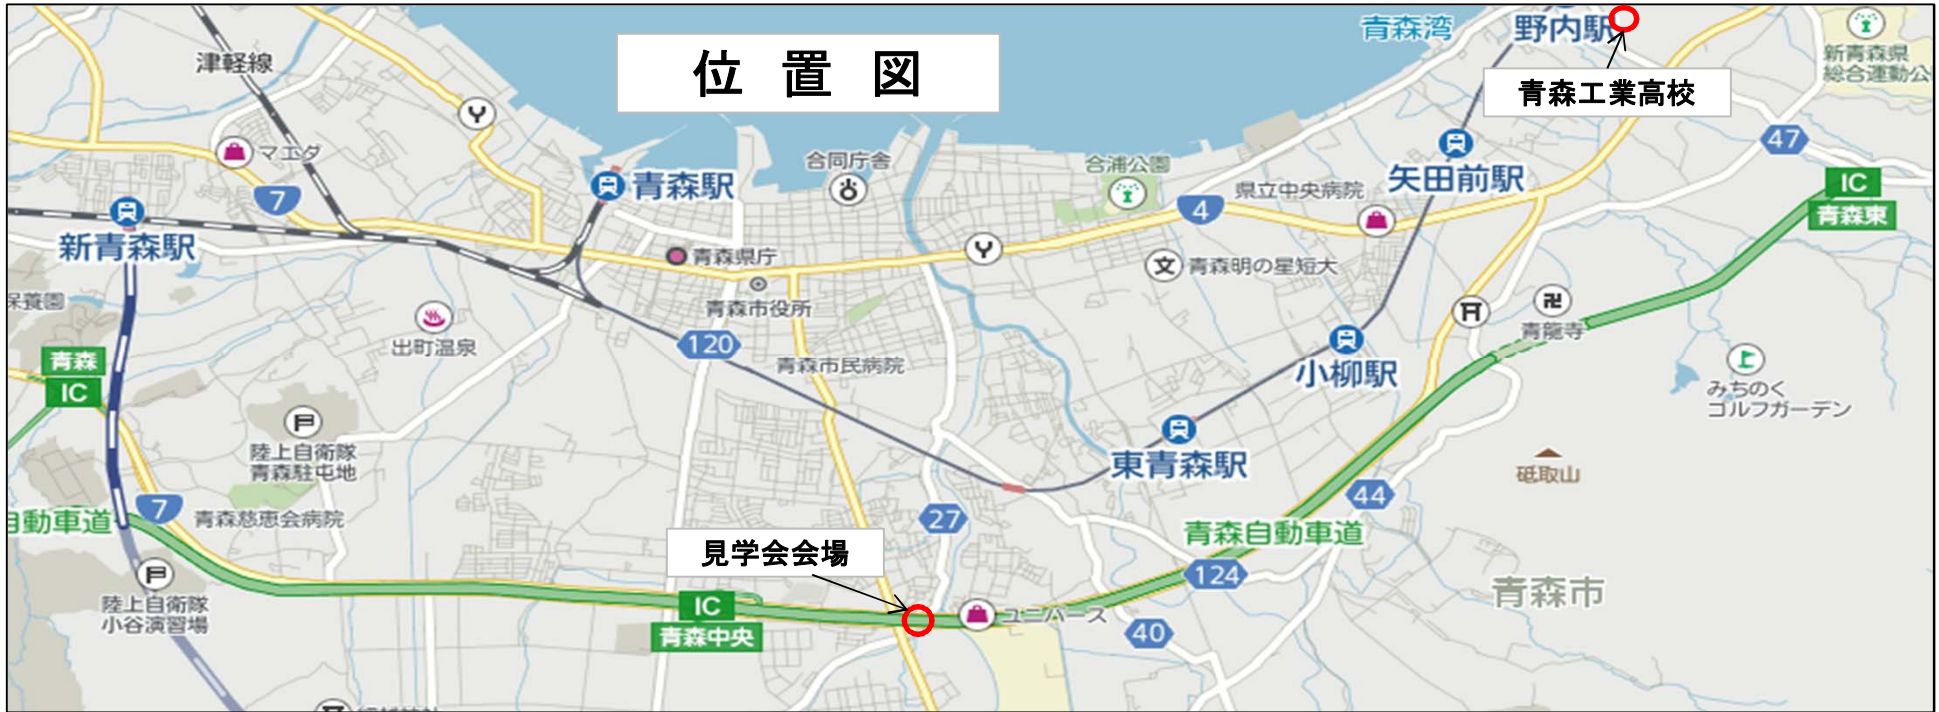 位 置 図
青森湾
野内駅
青森工業高校
新青森県
総合運動公
津軽線
マエダ
7
青森駅
合同庁舎
合浦公園
県立中央病院
4
矢田前駅
47
IC
青森東
新青森駅
青森県庁
青森市役所
文
青森明の星短大
保養園
出町温泉
120
青森市民病院
小柳駅
青龍寺
みちのく
ゴルフガーデン
青森
IC
陸上自衛隊
青森駐屯地
東青森駅
砥取山
44
7
青森慈恵会病院
自動車道
27
青森自動車道
見学会会場
124
青森市
陸上自衛隊
小谷演習場
IC
青森中央
ユニバース
40